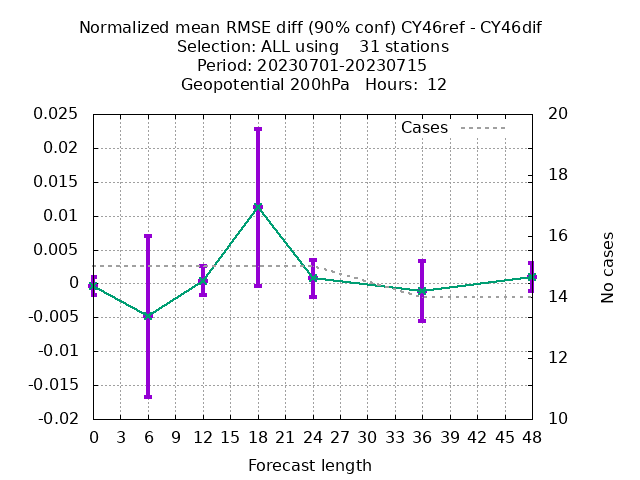 Normalized mean RMSE diff (90% conf) CY46ref - CY46dif
Selection: ALL using    31 stations
Period: 20230701-20230715
Geopotential 200hPa   Hours:  12
Cases
0.025
0.02
0.015
0.01
0.005
0
-0.005
-0.01
-0.015
-0.02
20
18
16
14
12
10
No cases
0 3 6 9 12 15 18 21 24 27 30 33 36 39 42 45 48
Forecast length